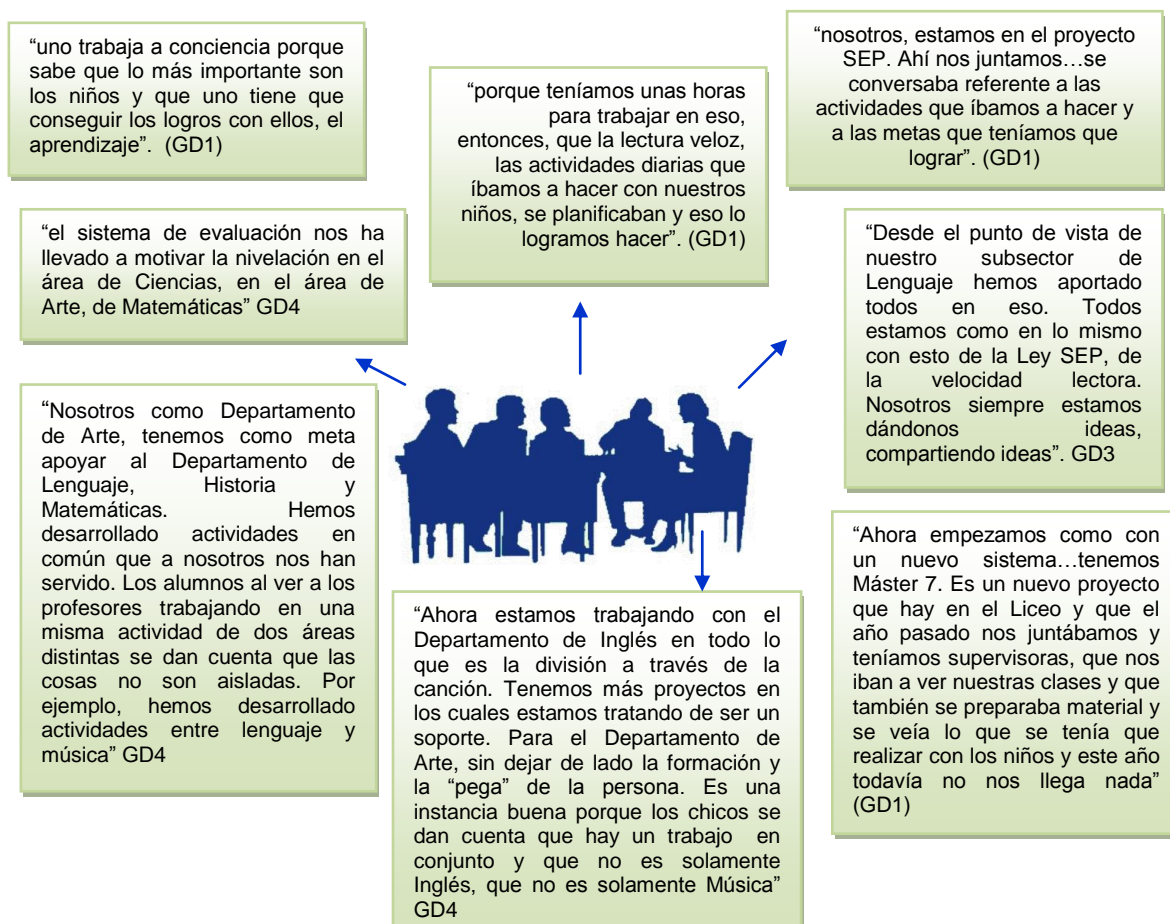 “uno trabaja a conciencia porque
sabe que lo más importante son
los niños y que uno tiene que
conseguir los logros con ellos, el
aprendizaje”. (GD1)
“porque teníamos unas horas
para trabajar en eso,
entonces, que la lectura veloz,
las actividades diarias que
íbamos a hacer con nuestros
niños, se planificaban y eso lo
logramos hacer”. (GD1)
“nosotros, estamos en el proyecto
SEP. Ahí nos juntamos…se
conversaba referente a las
actividades que íbamos a hacer y
a las metas que teníamos que
lograr”. (GD1)
“el sistema de evaluación nos ha
llevado a motivar la nivelación en el
área de Ciencias, en el área de
Arte, de Matemáticas” GD4
“Desde el punto de vista de
nuestro subsector de
Lenguaje hemos aportado
todos en eso. Todos
estamos como en lo mismo
con esto de la Ley SEP, de
la velocidad lectora.
Nosotros siempre estamos
dándonos ideas,
compartiendo ideas”. GD3
“Nosotros como Departamento
de Arte, tenemos como meta
apoyar al Departamento de
Lenguaje, Historia y
Matemáticas. Hemos
desarrollado actividades en
común que a nosotros nos han
servido. Los alumnos al ver a los
profesores trabajando en una
misma actividad de dos áreas
distintas se dan cuenta que las
cosas no son aisladas. Por
ejemplo, hemos desarrollado
actividades entre lenguaje y
música” GD4
“Ahora estamos trabajando con el
Departamento de Inglés en todo lo
que es la división a través de la
canción. Tenemos más proyectos en
los cuales estamos tratando de ser un
soporte. Para el Departamento de
Arte, sin dejar de lado la formación y
la “pega” de la persona. Es una
instancia buena porque los chicos se
dan cuenta que hay un trabajo en
conjunto y que no es solamente
Inglés, que no es solamente Música”
GD4
“Ahora empezamos como con
un nuevo sistema…tenemos
Máster 7. Es un nuevo proyecto
que hay en el Liceo y que el
año pasado nos juntábamos y
teníamos supervisoras, que nos
iban a ver nuestras clases y que
también se preparaba material y
se veía lo que se tenía que
realizar con los niños y este año
todavía no nos llega nada”
(GD1)